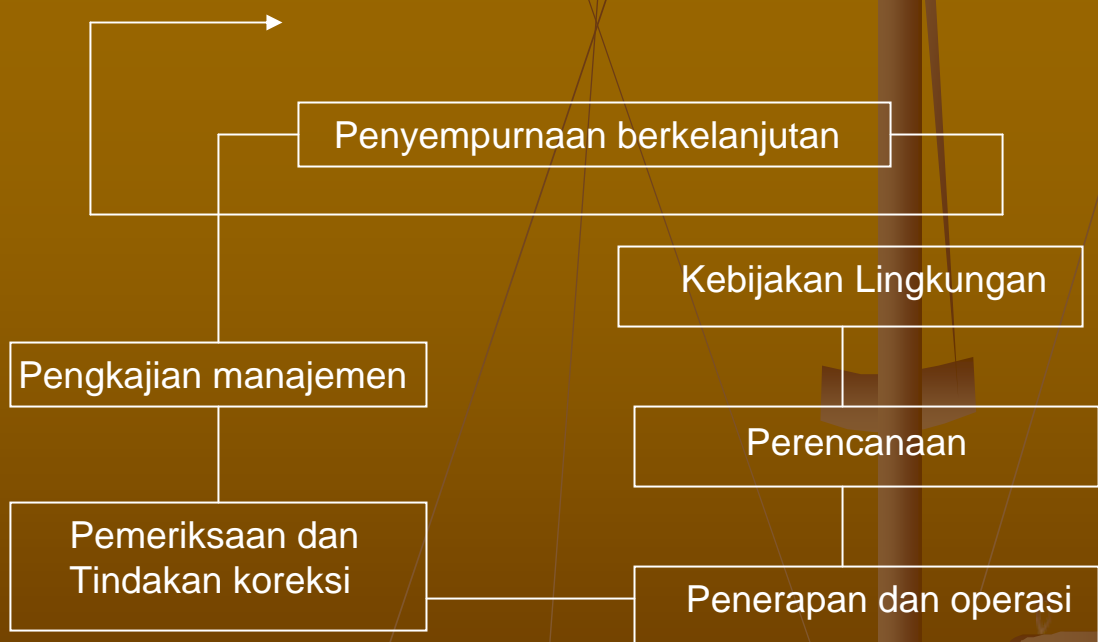 Penyempurnaan berkelanjutan
Kebijakan Lingkungan
Pengkajian manajemen
Perencanaan
Pemeriksaan dan
Tindakan koreksi
Penerapan dan operasi